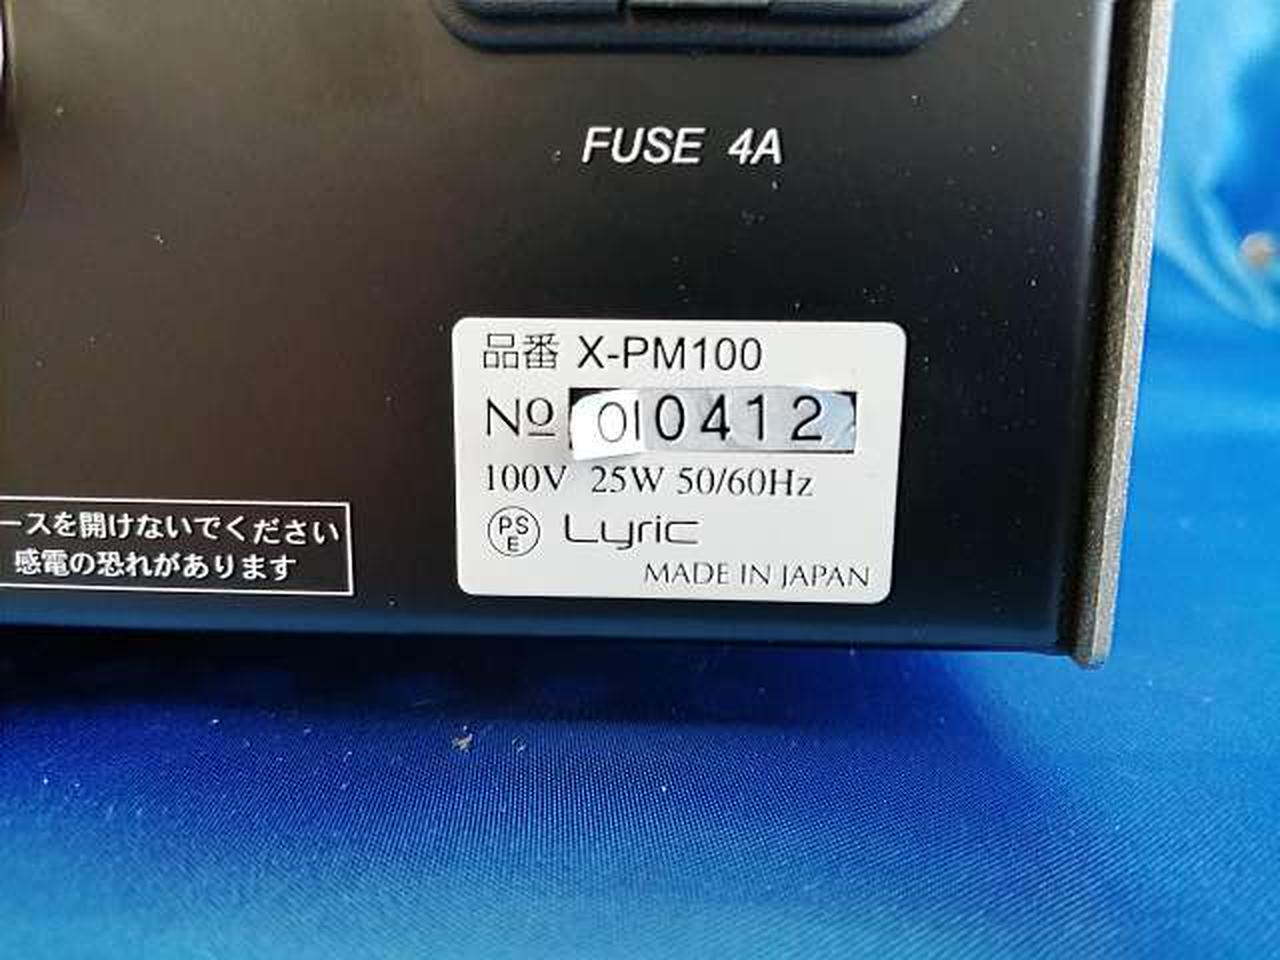 FUSE 4A
品番 X-PM100
No 010412
100V 25W 50/60Hz
PSE Lyric
MADE IN JAPAN
ースを開けないでください
感電の恐れがあります